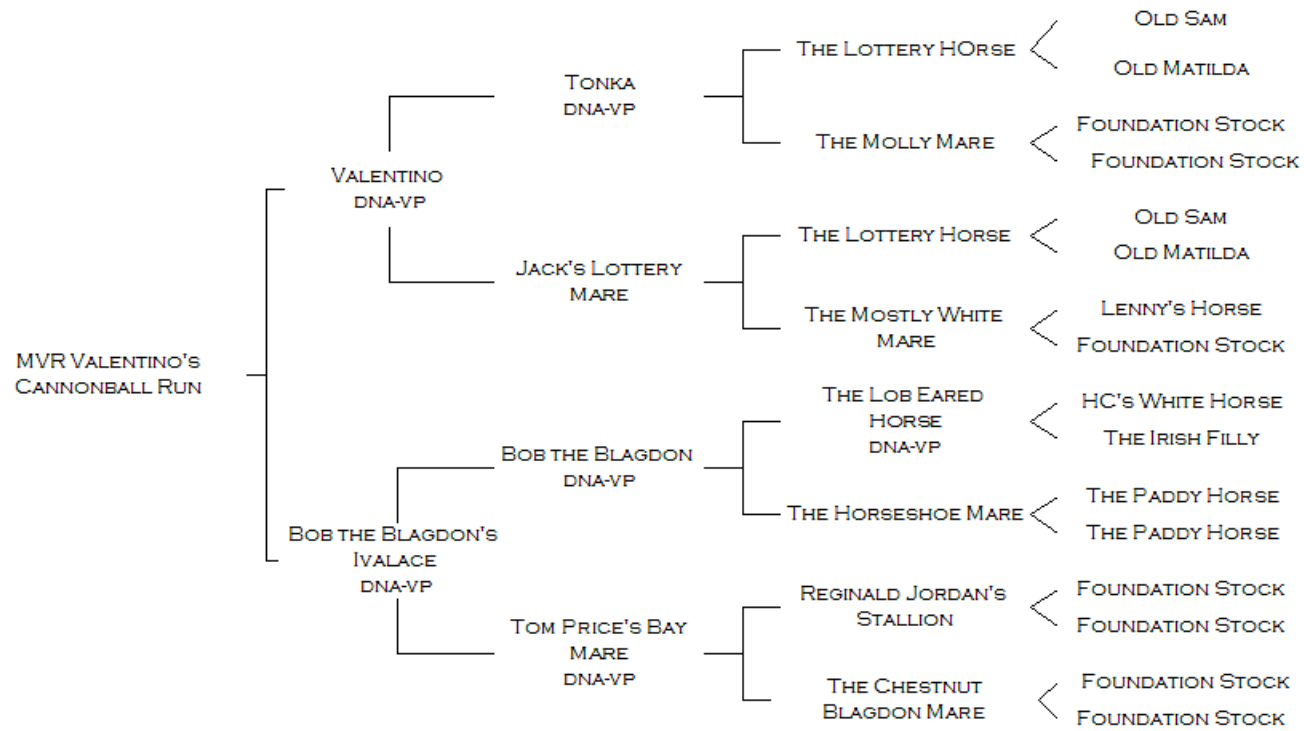 MVR Valentino's
Cannonball Run
Valentino
DNA-VP
Bob the Blagdon's
Ivalace
DNA-VP
Tonka
DNA-VP
Jack's Lottery
Mare
Bob the Blagdon
DNA-VP
Tom Price's Bay
Mare
DNA-VP
The Lottery HOrse
The Molly Mare
The Lottery Horse
The Mostly White
Mare
The Lob Eared
Horse
DNA-VP
The Horseshoe Mare
Reginald Jordan's
Stallion
The Chestnut
Blagdon Mare
Old Sam
Old Matilda
Foundation Stock
Foundation Stock
Old Sam
Old Matilda
Lenny's Horse
Foundation Stock
HC's White Horse
The Irish Filly
The Paddy Horse
The Paddy Horse
Foundation Stock
Foundation Stock
Foundation Stock
Foundation Stock